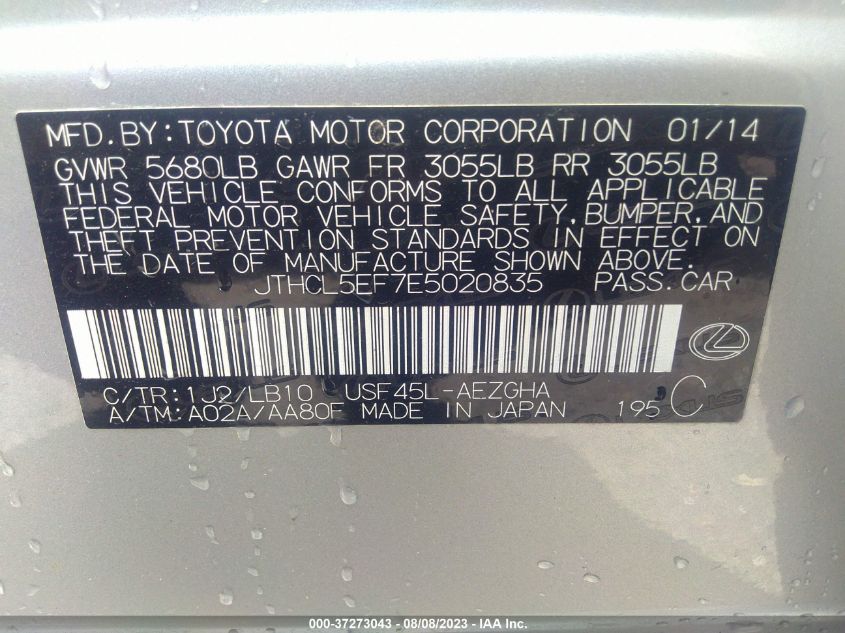 MFD.BY:TOYOTA MOTOR CORPORATION 01/14
GVWR 5680LB GAWR FR 3055LB RR 3055LB
THIS VEHICLE CONFORMS TO ALL APPLICABLE
FEDERAL MOTOR VEHICLE SAFETY,BUMPER,AND
THEFT PREVENTION STANDARDS IN EFFECT ON
THE DATE OF MANUFACTURE SHOWN ABOVE.
JTHCL5EF7E5020835 PASS.CAR
C/TR:1J2/LB10 USF45L-AEZGHA
A/TM:A02A/AA80F MADE IN JAPAN 195 C
000-37273043 - 08/08/2023 - IAA Inc.